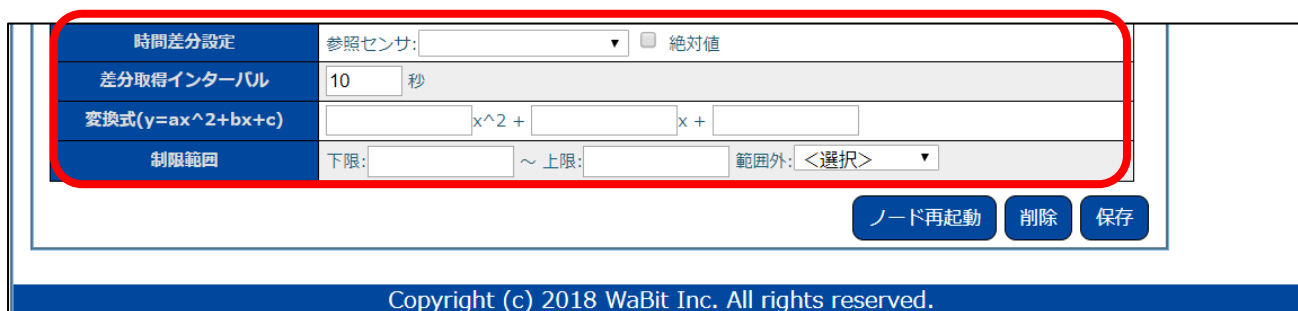 時間差分設定 参照センサ: 絶対値
差分取得インターバル 10 秒
変換式(y=ax^2+bx+c) x^2 + x +
制限範囲 下限: ～ 上限: 範囲外: <選択>
ノード再起動 削除 保存
Copyright (c) 2018 WaBit Inc. All rights reserved.